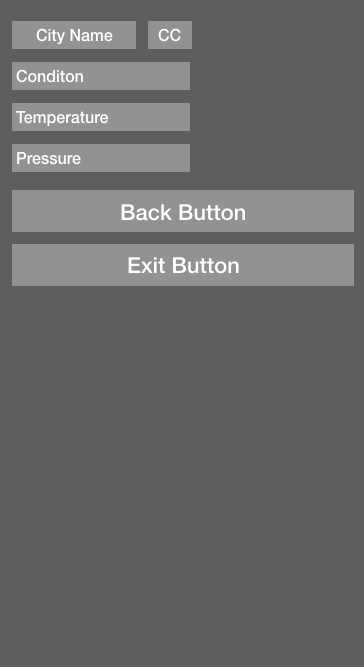 City Name CC
Conditon
Temperature
Pressure
Back Button
Exit Button